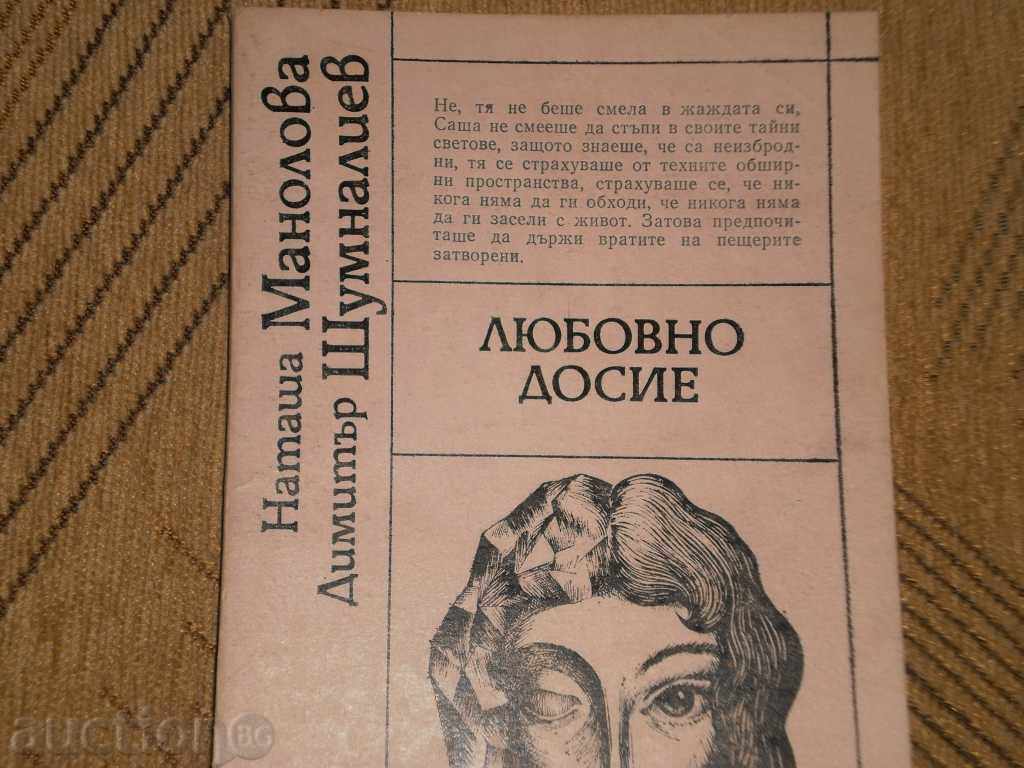 Наташа Манолова
Димитър Шумналиев
Не, тя не беше смела в жаждата си,
Саша не смееше да стъпи в своите тайни
светове, защото знаеше, че са неизброд-
ни, тя се страхуваше от техните обшир-
ни пространства, страхуваше се, че ни-
кога няма да ги обходи, че никога няма
да ги засели с живот. Затова предпочи-
таше да държи вратите на пещерите
затворени.
ЛЮБОВНО
ДОСИЕ
auction BG